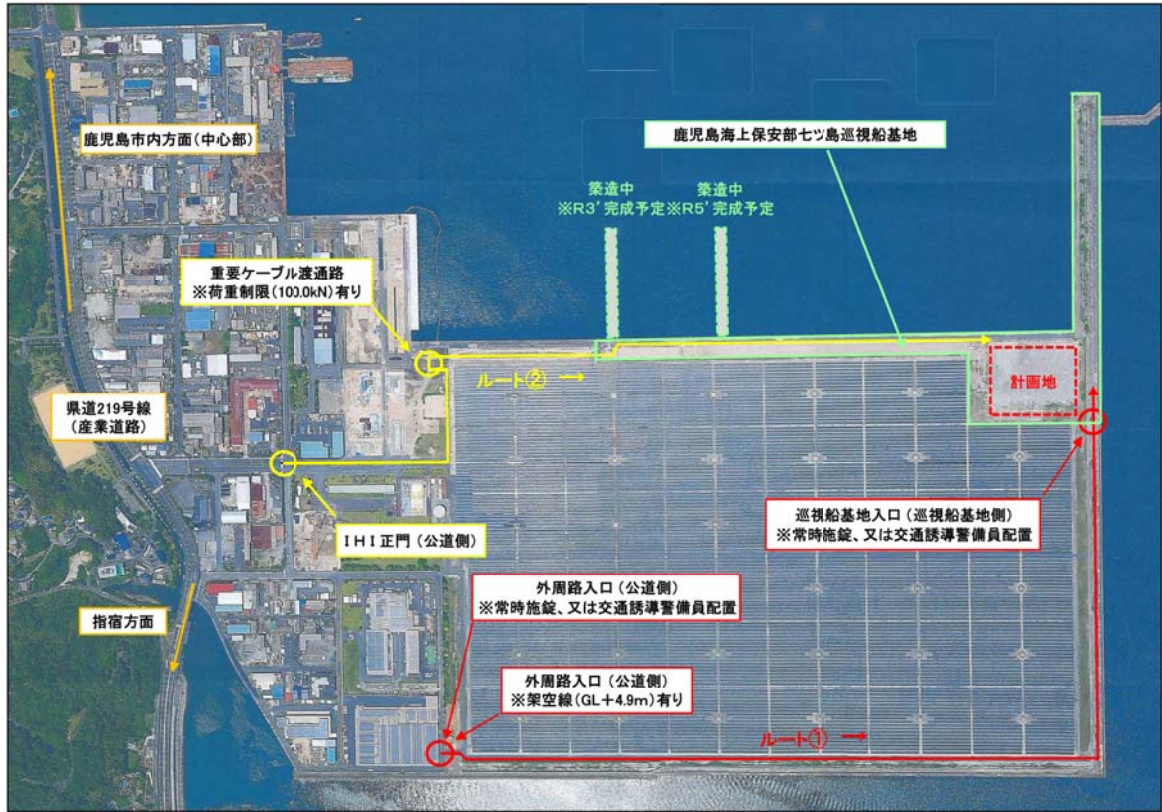 鹿児島市内方面(中心部)
鹿児島海上保安部七ツ島巡視船基地
築造中
※R3’完成予定
築造中
※R5’完成予定
重要ケーブル渡通路
※荷重制限(100.0kN)有り
ルート② →
計画地
県道219号線
(産業道路)
IHI正門(公道側)
巡視船基地入口(巡視船基地側)
※常時施錠、又は交通誘導警備員配置
外周路入口(公道側)
※常時施錠、又は交通誘導警備員配置
指宿方面
外周路入口(公道側)
※架空線(GL+4.9m)有り
ルート① →